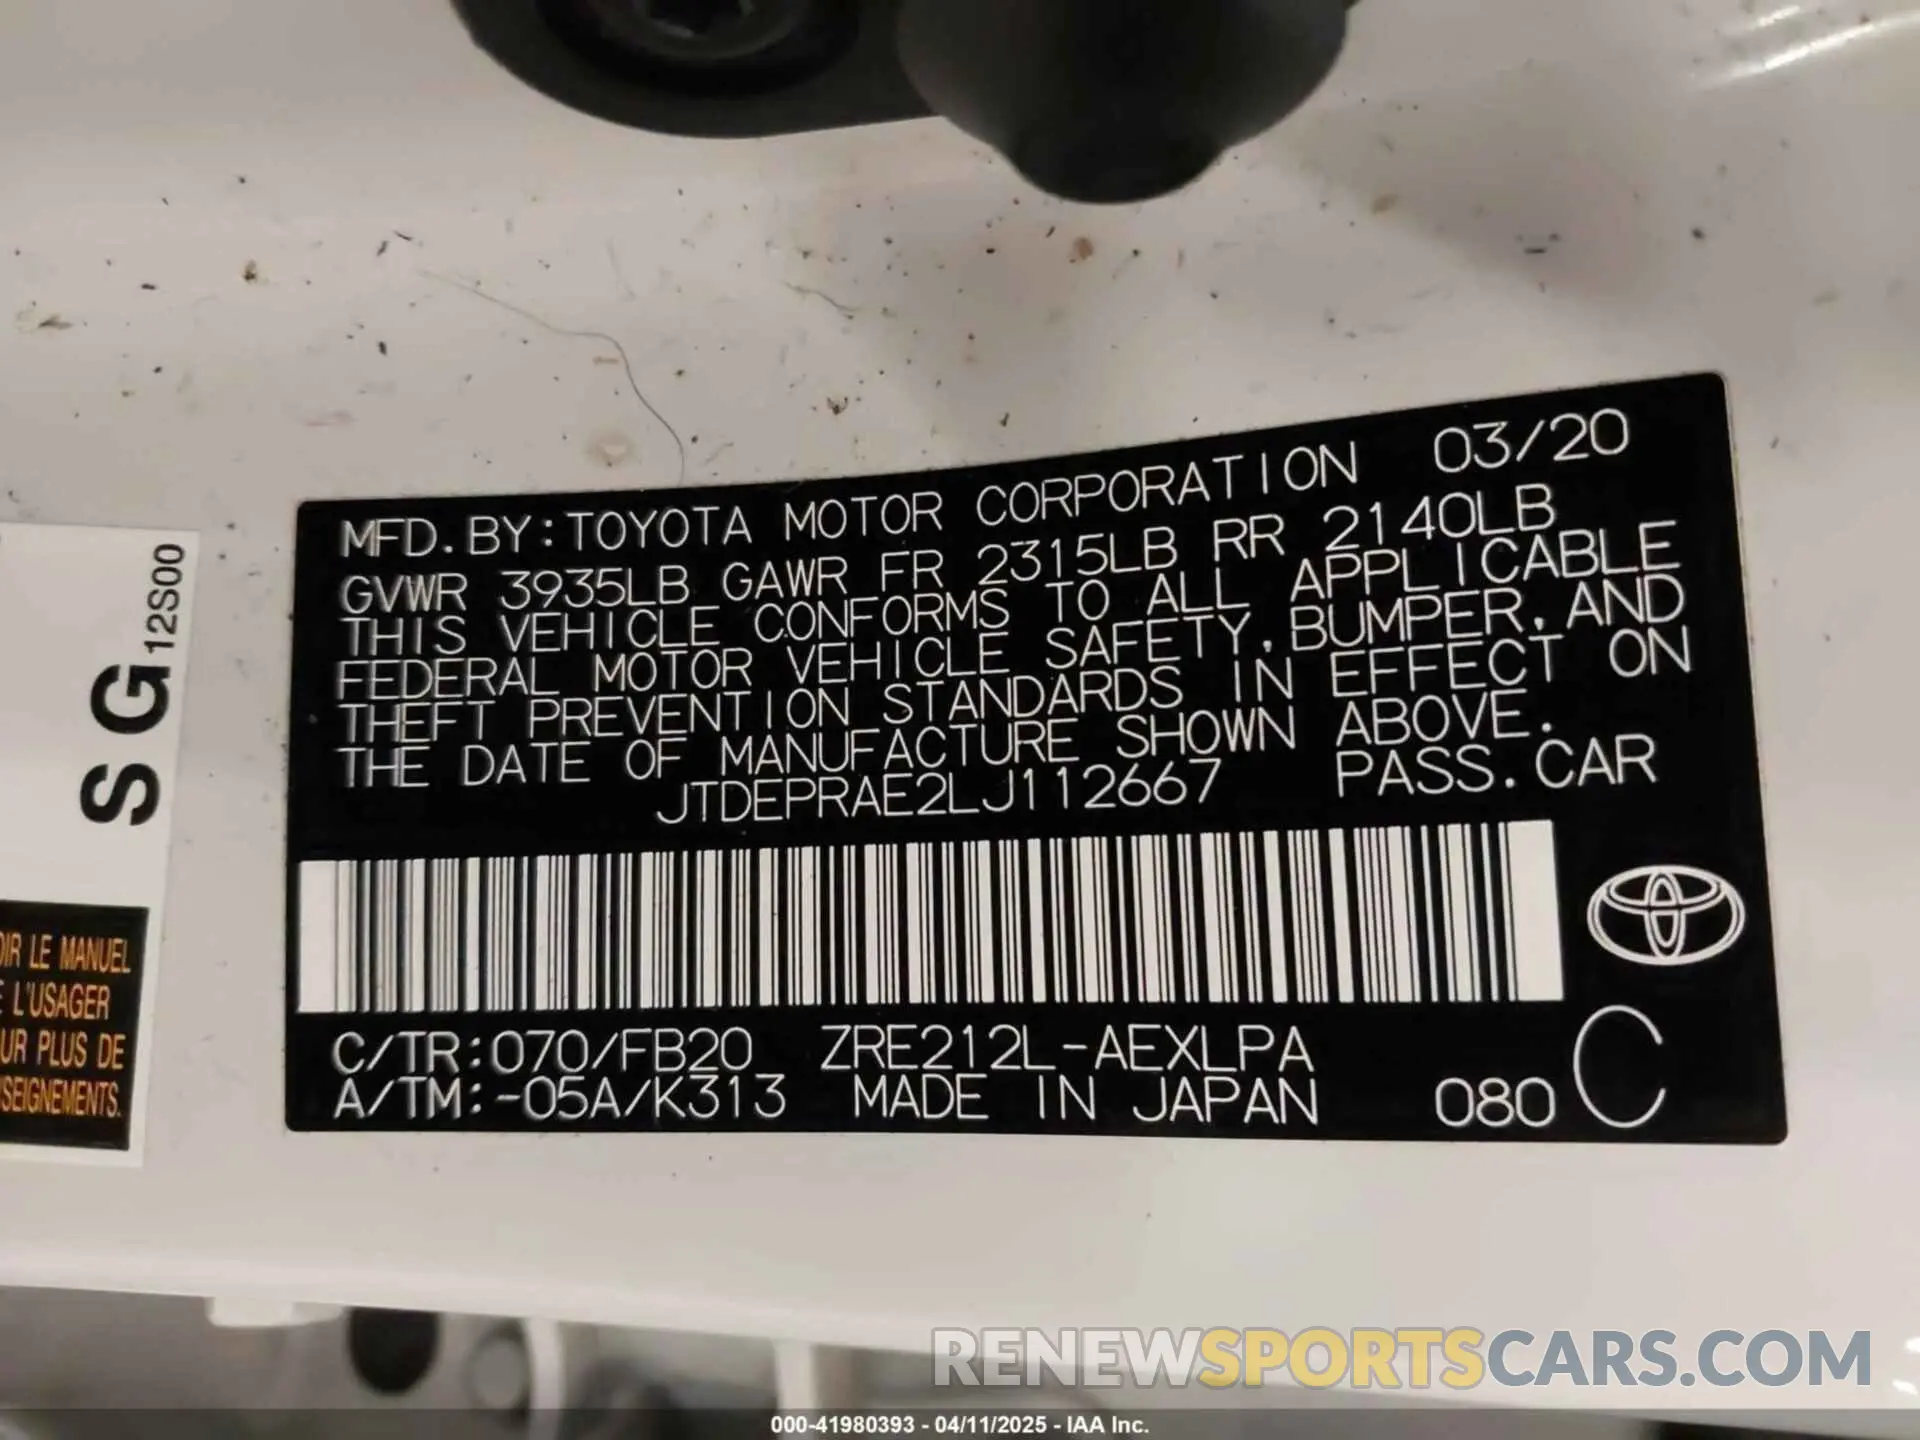 MFD. BY: TOYOTA MOTOR CORPORATION 03/20
GVWR 3935LB GAWR FR 2315LB RR 2140LB
THIS VEHICLE CONFORMS TO ALL APPLICABLE
FEDERAL MOTOR VEHICLE SAFETY, BUMPER, AND
THEFT PREVENTION STANDARDS IN EFFECT ON
THE DATE OF MANUFACTURE SHOWN ABOVE.
JTDEPRAE2LJ112667 PASS. CAR
C/TR: 070/FB20 ZRE212L-AEXLPA
A/TM: -05A/K313 MADE IN JAPAN 080 C
S G 12S00
LE MANUEL
L'USAGER
PLUS DE
RENEWSPORTSCARS.COM
000-41980393 - 04/11/2025 - IAA Inc.